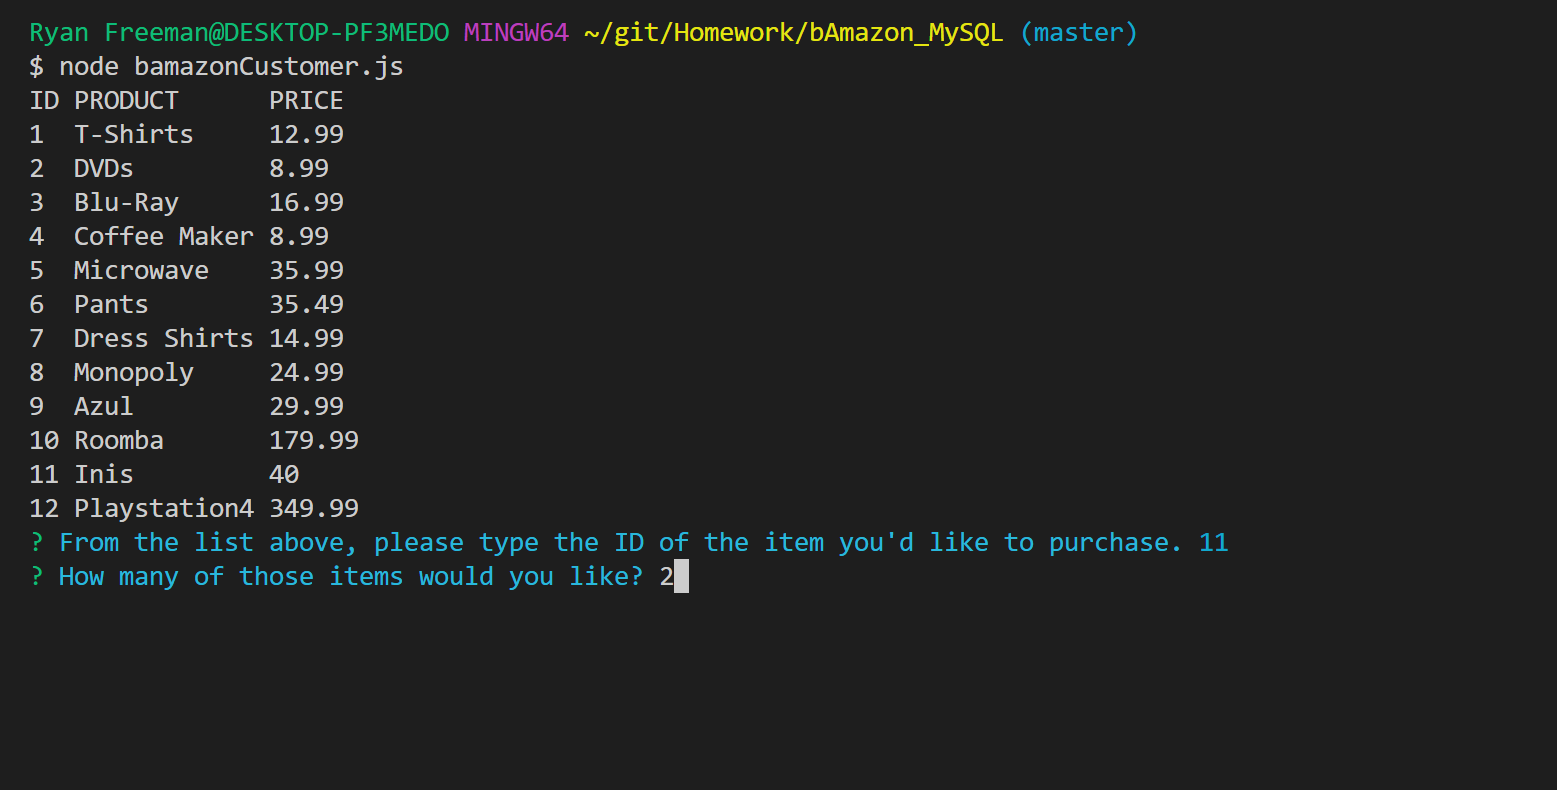 Ryan Freeman@DESKTOP-PF3MEDO MINGW64 ~/git/Homework/bAmazon_MySQL (master)
$ node bamazonCustomer.js
ID PRODUCT      PRICE
1  T-Shirts     12.99
2  DVDs         8.99
3  Blu-Ray      16.99
4  Coffee Maker 8.99
5  Microwave    35.99
6  Pants        35.49
7  Dress Shirts 14.99
8  Monopoly     24.99
9  Azul         29.99
10 Roomba       179.99
11 Inis         40
12 Playstation4 349.99
? From the list above, please type the ID of the item you'd like to purchase. 11
? How many of those items would you like? 2